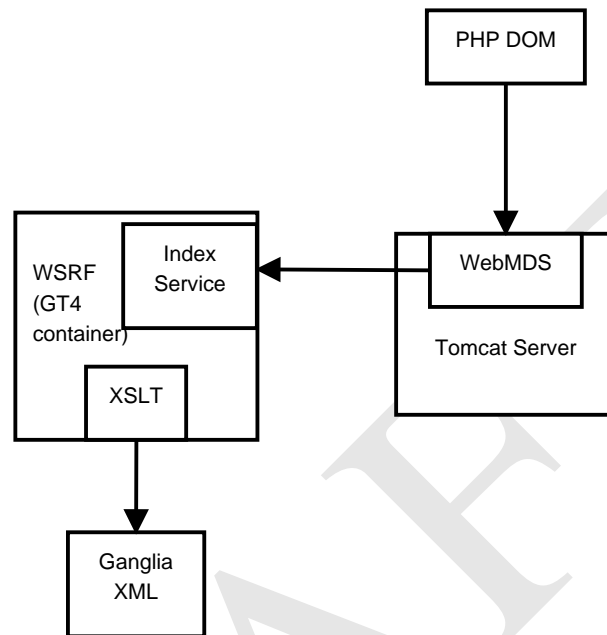 PHP DOM
WSRF
(GT4
container)
Index
Service
WebMDS
Tomcat Server
XSLT
Ganglia
XML